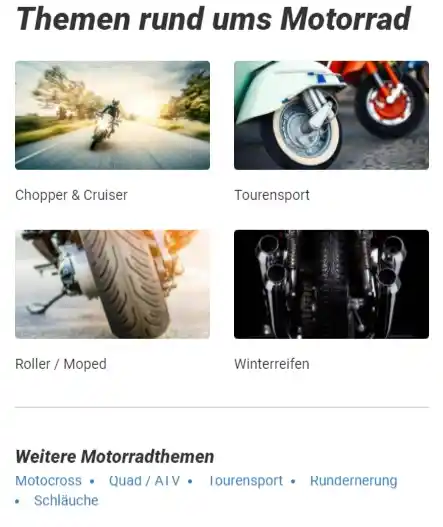 Themen rund ums Motorrad
Chopper & Cruiser
Tourensport
Roller / Moped
Winterreifen
Weitere Motorradthemen
Motocross • Quad / ATV • Tourensport • Runderneuerung
• Schläuche